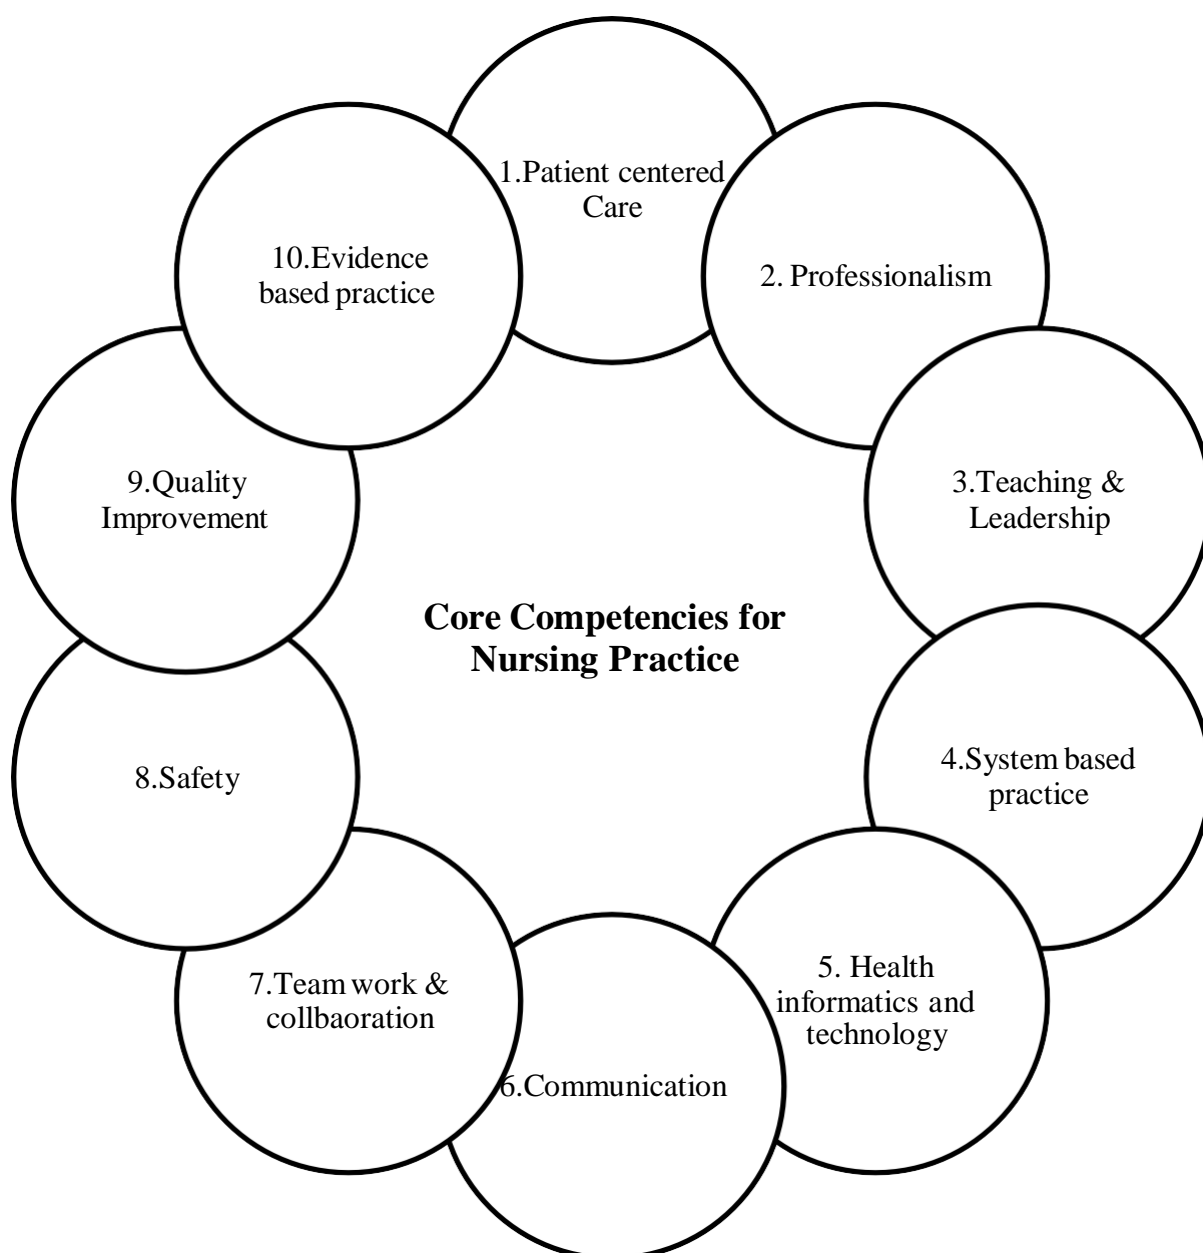 1.Patient centered
Care
2. Professionalism
3.Teaching &
Leadership
4.System based
practice
5. Health
informatics and
technology
6.Communication
7.Team work &
collbaoration
8.Safety
9.Quality
Improvement
10.Evidence
based practice
Core Competencies for
Nursing Practice